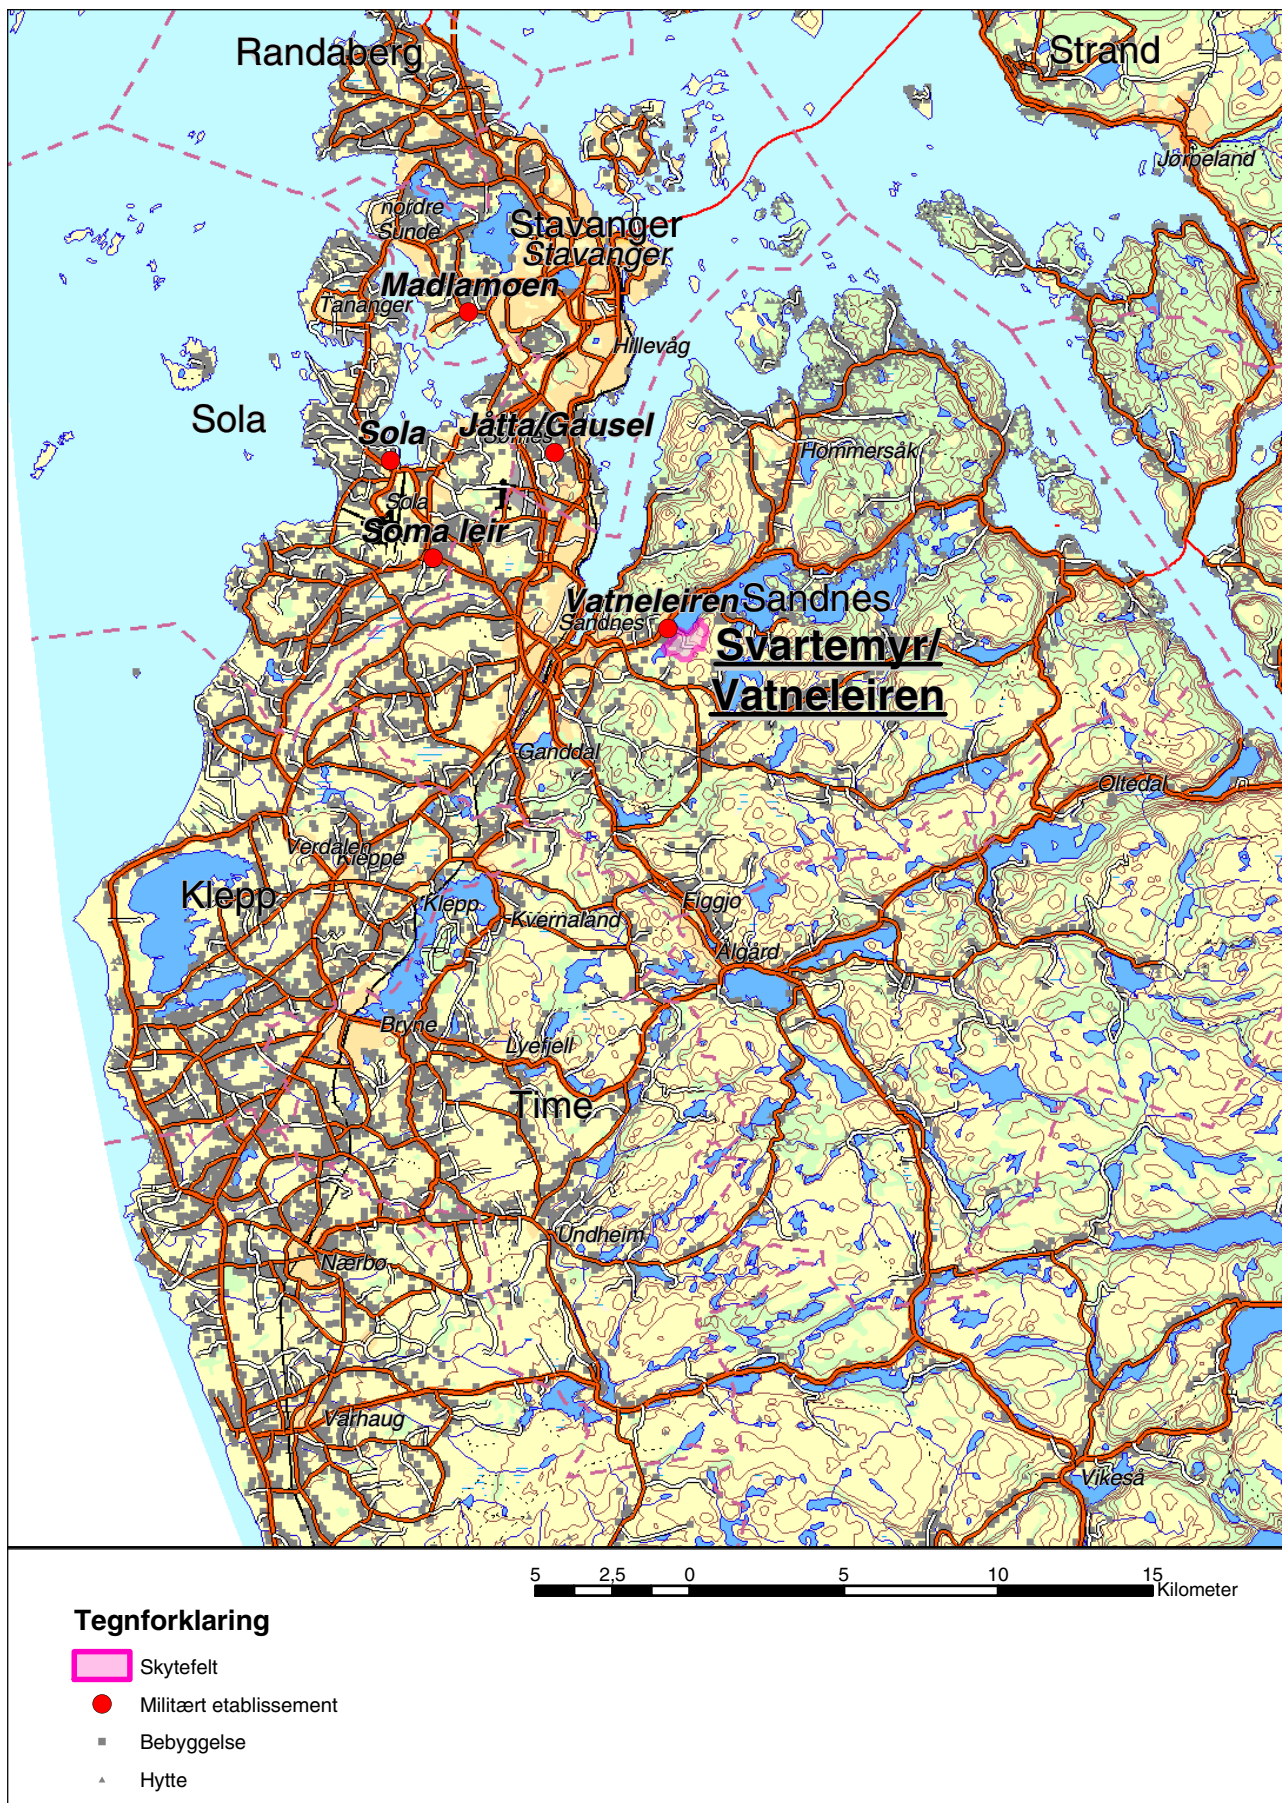 Randaberg
Strand
Jørpeland
nordre
Sunde
Stavanger
Stavanger
Madlamoen
Tananger
Hillevåg
Sola
Jåtta/Gausel
Sola
Sømes
Hommersåk
Sola
Soma leir
Vatneleiren
Sandnes
Sandnes
Svartemyr/
Vatneleiren
Ganddal
Oltedal
Verdalen
Kleppe
Klepp
Klepp
Kvernaland
Figgjo
Ålgård
Bryne
Lyefjell
Time
Undheim
Nærbø
Varhaug
Vikeså
5 2,5 0 5 10 15
Kilometer
Tegnforklaring
Skytefelt
Militært etablissement
Bebyggelse
Hytte